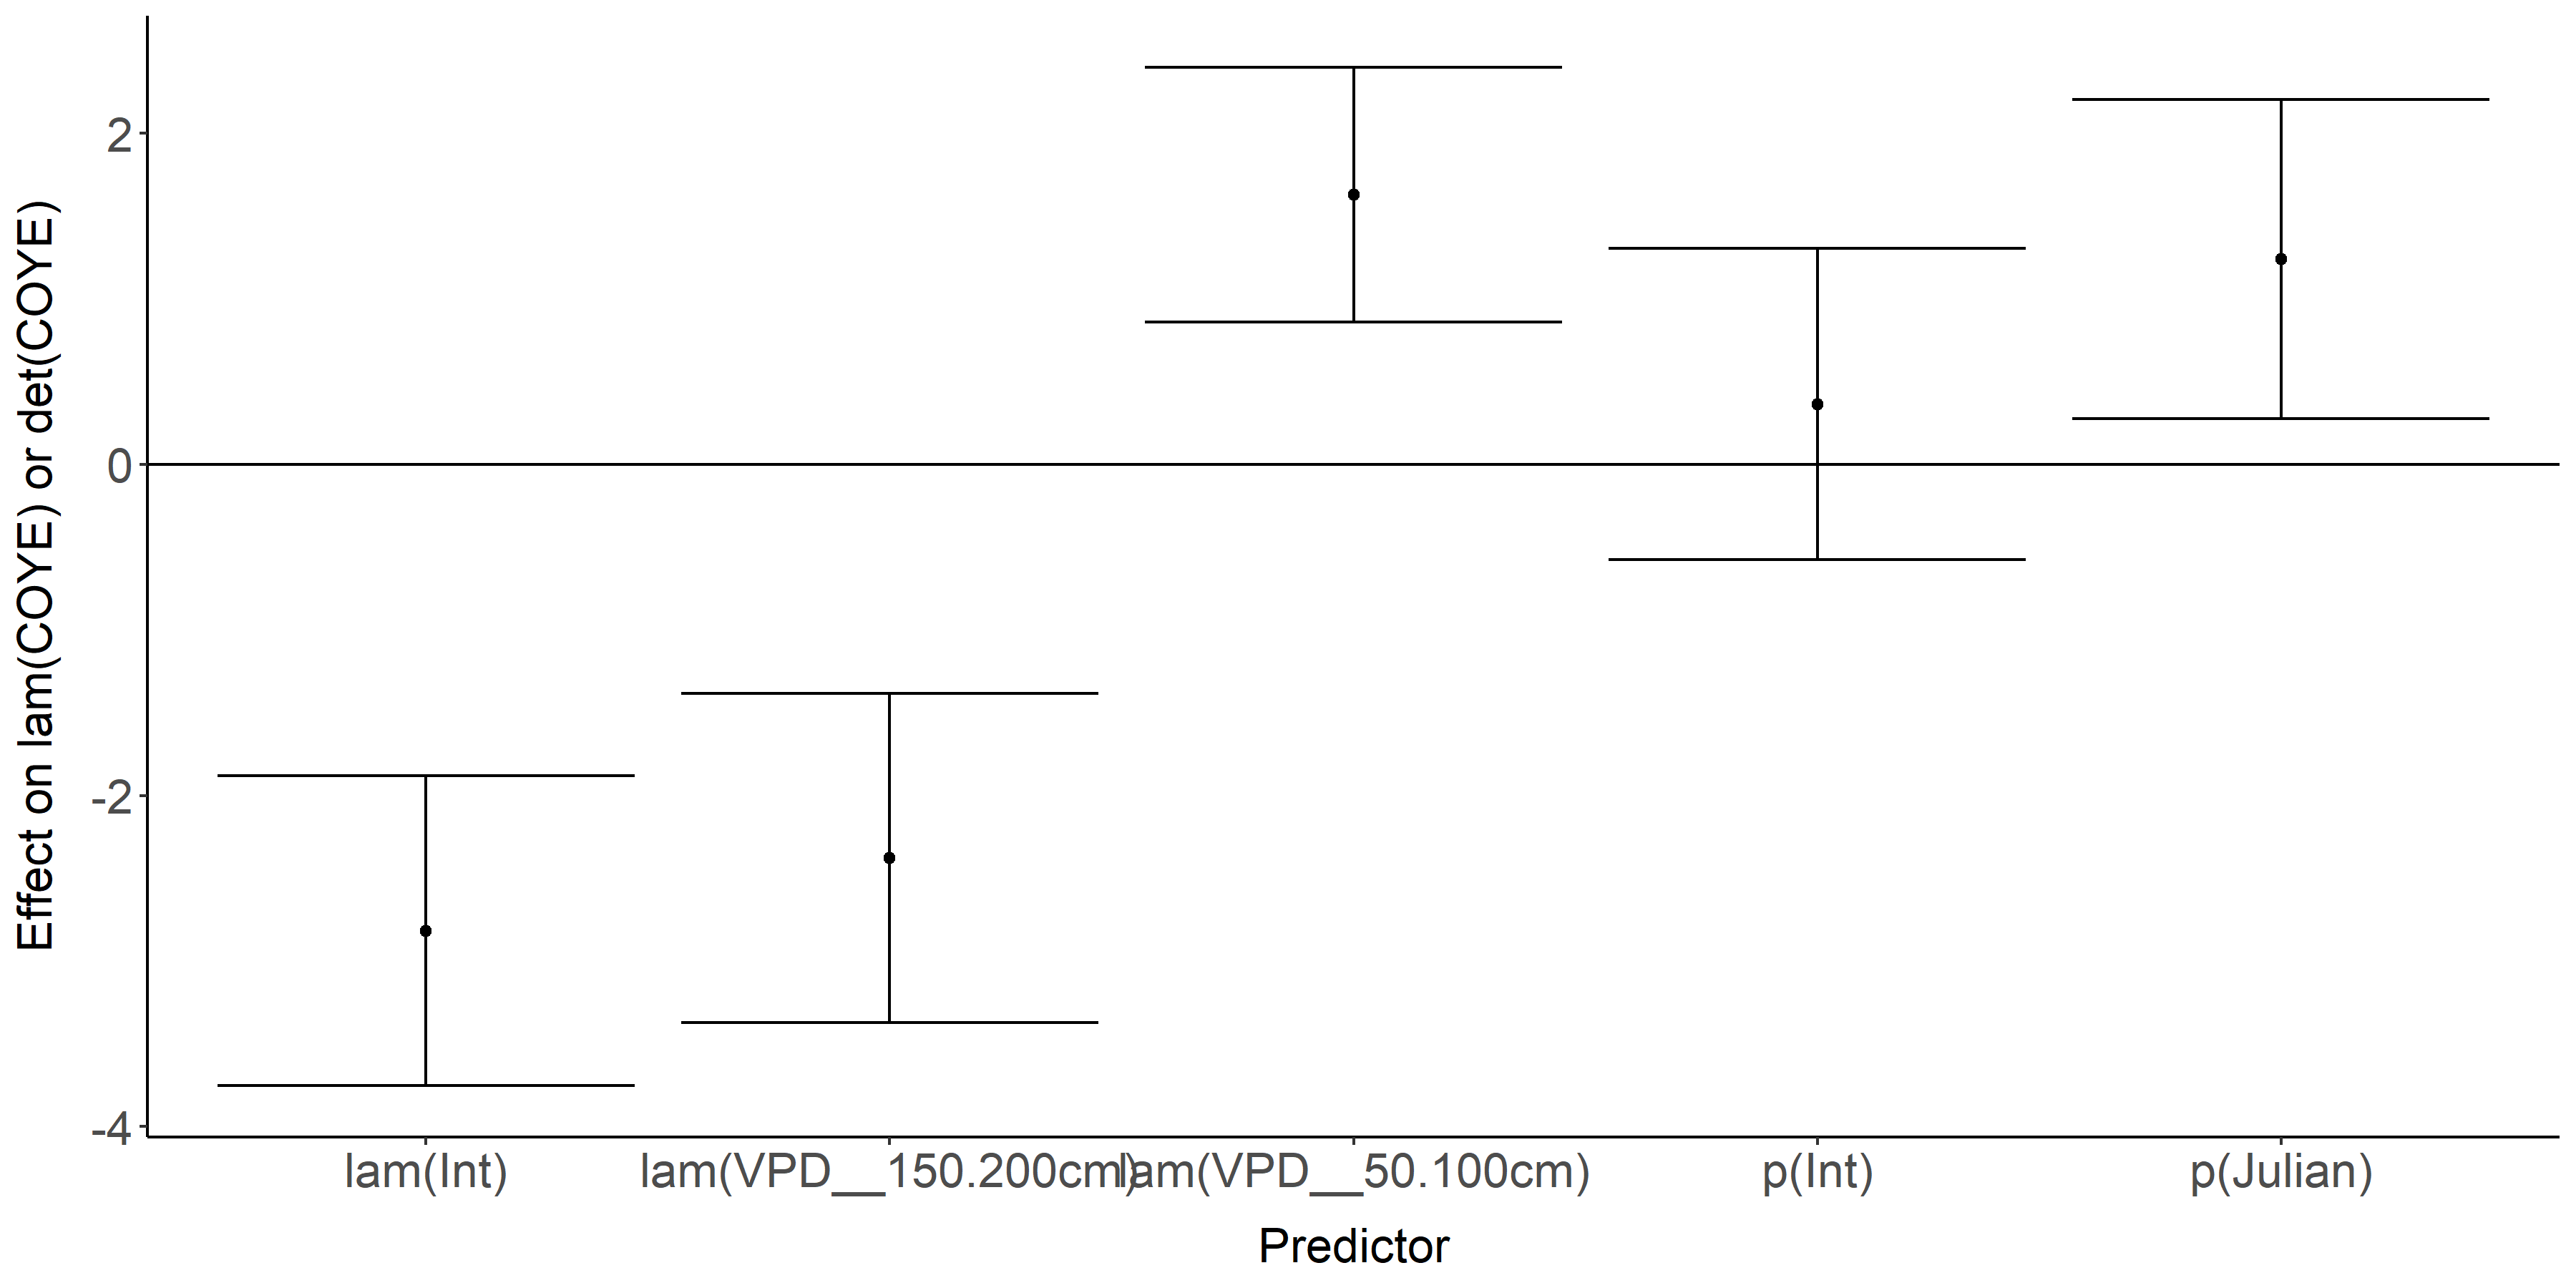 Effect on lam(COYE) or det(COYE)
2
0
-2
-4
lam(Int) lam(VPD__150.200cm) lam(VPD__50.100cm) p(Int) p(Julian)
Predictor